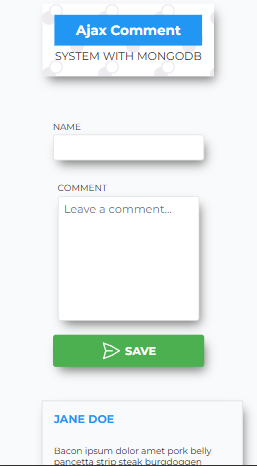 Ajax Comment
SYSTEM WITH MONGODB
NAME
COMMENT
Leave a comment...
SAVE
JANE DOE
Bacon ipsum dolor amet pork belly
pancetta strip steak burgdoggen